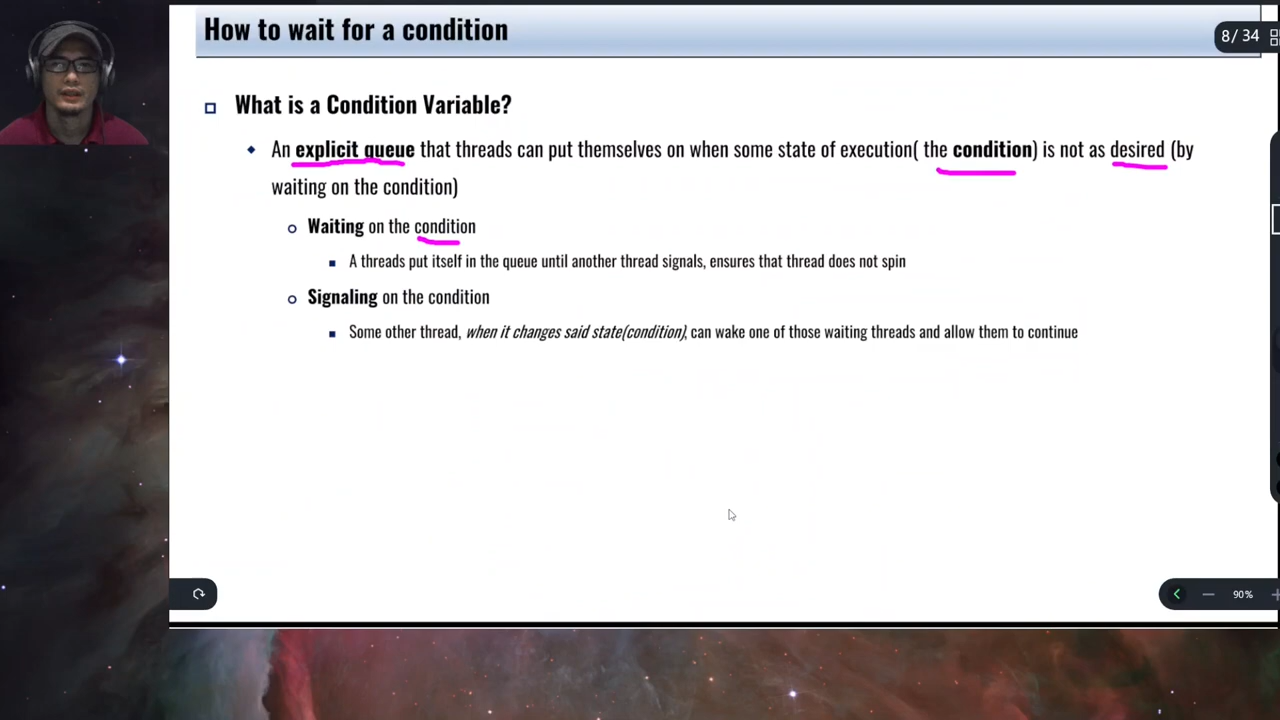 How to wait for a condition
8 / 34
What is a Condition Variable?
An explicit queue that threads can put themselves on when some state of execution( the condition) is not as desired (by
waiting on the condition)
Waiting on the condition
A threads put itself in the queue until another thread signals, ensures that thread does not spin
Signaling on the condition
Some other thread, when it changes said state(condition), can wake one of those waiting threads and allow them to continue
90%